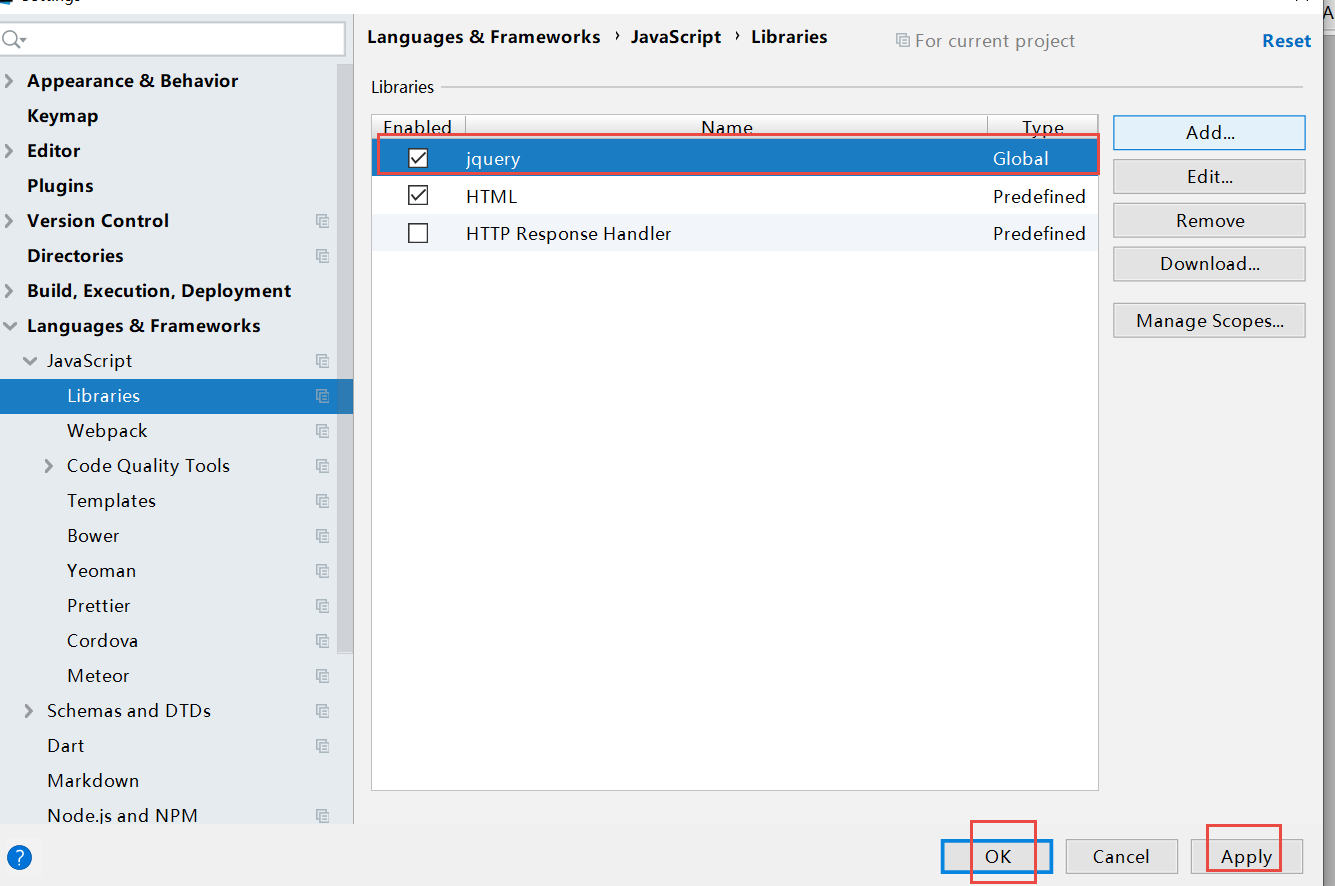 Languages & Frameworks › JavaScript › Libraries
For current project
Reset
Appearance & Behavior
Keymap
Editor
Plugins
Version Control
Directories
Build, Execution, Deployment
Languages & Frameworks
JavaScript
Libraries
Webpack
Code Quality Tools
Templates
Bower
Yeoman
Prettier
Cordova
Meteor
Schemas and DTDs
Dart
Markdown
Node.js and NPM
Libraries
Enabled Name Type
jquery Global
HTML Predefined
HTTP Response Handler Predefined
Add...
Edit...
Remove
Download...
Manage Scopes...
?
OK
Cancel
Apply